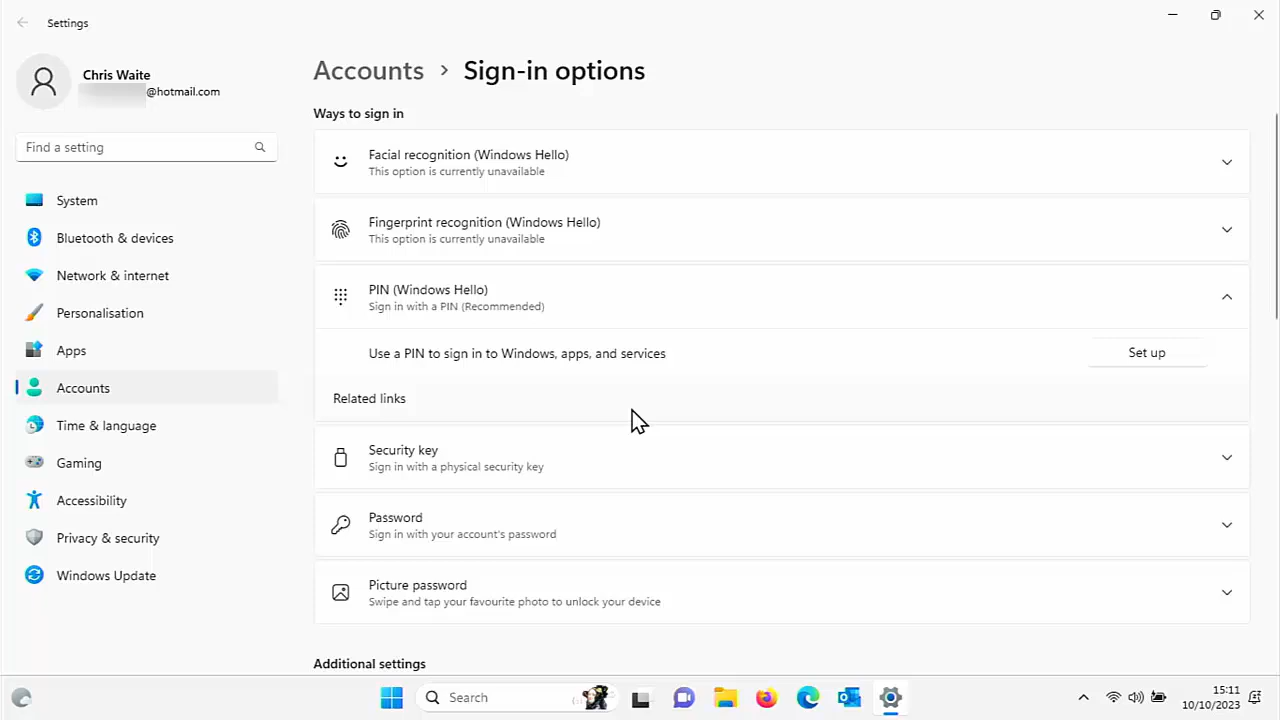 Settings
Chris Waite
@hotmail.com
Find a setting
System
Bluetooth & devices
Network & internet
Personalisation
Apps
Accounts
Time & language
Gaming
Accessibility
Privacy & security
Windows Update
Accounts > Sign-in options
Ways to sign in
Facial recognition (Windows Hello)
This option is currently unavailable
Fingerprint recognition (Windows Hello)
This option is currently unavailable
PIN (Windows Hello)
Sign in with a PIN (Recommended)
Use a PIN to sign in to Windows, apps, and services
Set up
Related links
Security key
Sign in with a physical security key
Password
Sign in with your account's password
Picture password
Swipe and tap your favourite photo to unlock your device
Additional settings
Search
15:11
10/10/2023